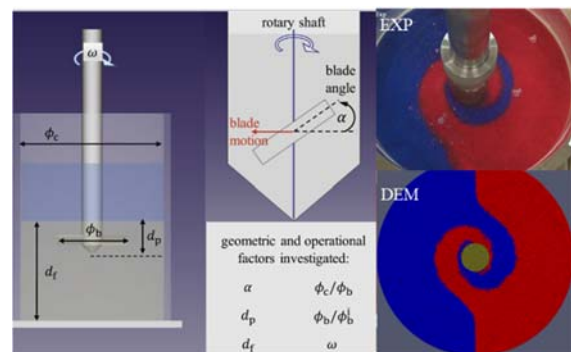 ω
ϕc
ϕb
dp
df
rotary shaft
blade
angle
α
blade
motion
geometric and operational
factors investigated:
α ϕc/ϕb
dp
df ω
EXP
DEM